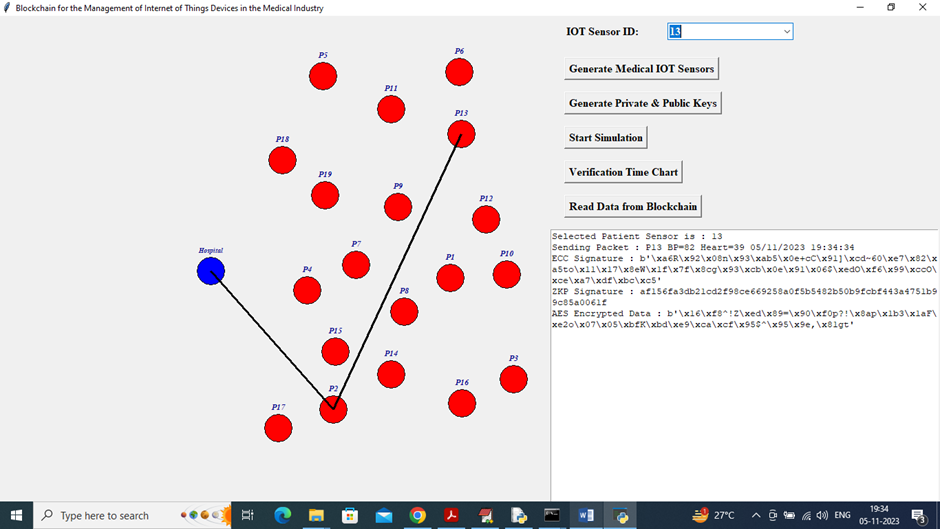 Blockchain for the Management of Internet of Things Devices in the Medical Industry
IOT Sensor ID:
13
Generate Medical IOT Sensors
Generate Private & Public Keys
Start Simulation
Verification Time Chart
Read Data from Blockchain
P5
P6
P11
P13
P18
P19
P9
P12
Hospital
P7
P1
P10
P4
P8
P15
P14
P3
P2
P16
P17
Selected Patient Sensor is : 13
Sending Packet : P13 BP=82 Heart=39 05/11/2023 19:34:34
ECC Signature : b'\xa6R\x92\x08n\x93\xab5\x0e+cC\x91]\xcd~60\xe7\x82\x
a5to\x11\x17\x8eW\x1f\x7f\x8cg\x93\xcb\x0e\x91\x06$\xedO\xf6\x99\xccO\
xce\xa7\xdf\xbc\xc5'
ZKP Signature : af156fa3db21cd2f98ce669258a0f5b5482b50b9fcbf443a4751b9
9c85a0061f
AES Encrypted Data : b'\x16\xf8^!Z\xed\x89=\x90\xf0p?!\x8ap\x1b3\x1aF\
xe2o\x07\x05\xbfK\xbd\xe9\xca\xcf\x95$^\x95\x9e,\x81gt'
Type here to search
27°C
ENG
19:34
05-11-2023
3